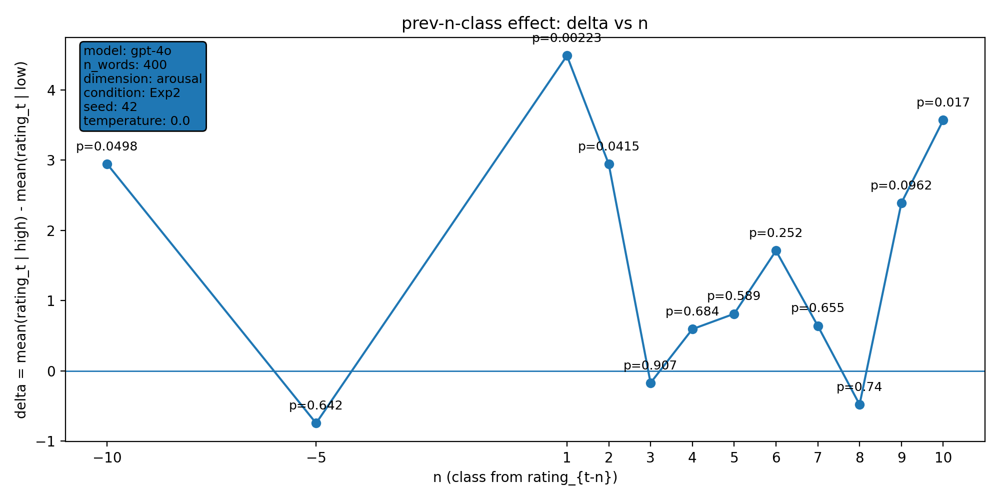 prev-n-class effect: delta vs n
model: gpt-4o
n_words: 400
dimension: arousal
condition: Exp2
seed: 42
temperature: 0.0
p=0.0498
p=0.642
p=0.00223
p=0.0415
p=0.907
p=0.684
p=0.589
p=0.252
p=0.655
p=0.74
p=0.0962
p=0.017
delta = mean(rating_t | high) - mean(rating_t | low)
4
3
2
1
0
−1
−10 −5 1 2 3 4 5 6 7 8 9 10
n (class from rating_{t-n})